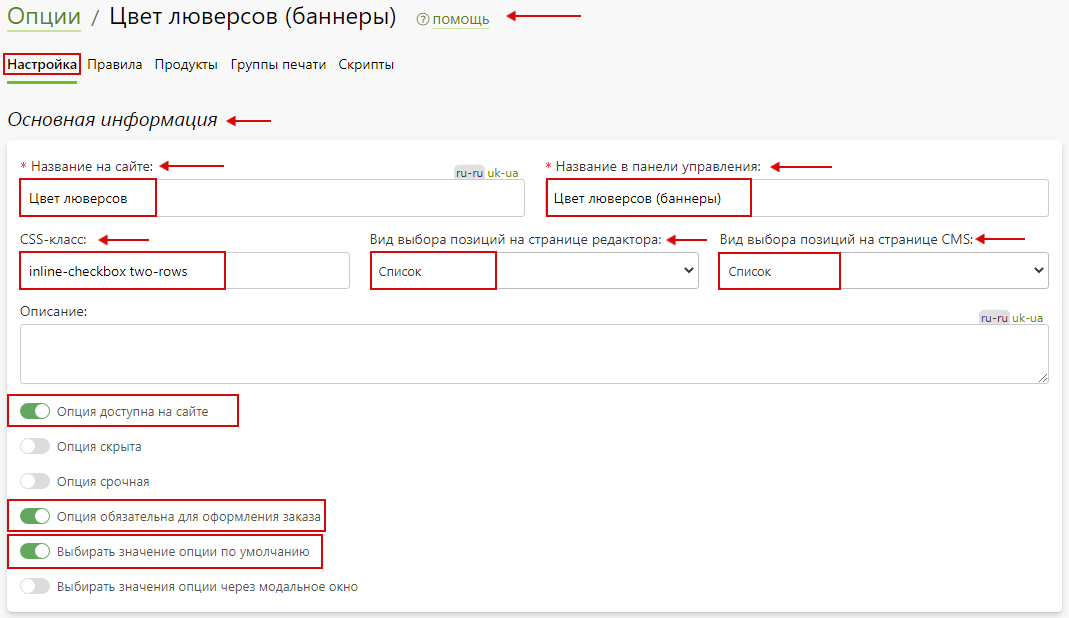 Опции / Цвет люверсов (баннеры) ? помощь
Настройка Правила Продукты Группы печати Скрипты
Основная информация
* Название на сайте: ru-ru uk-ua * Название в панели управления:
Цвет люверсов Цвет люверсов (баннеры)
CSS-класс: Вид выбора позиций на странице редактора: Вид выбора позиций на странице CMS:
inline-checkbox two-rows Список Список
Описание: ru-ru uk-ua
Опция доступна на сайте
Опция скрыта
Опция срочная
Опция обязательна для оформления заказа
Выбирать значение опции по умолчанию
Выбирать значения опции через модальное окно